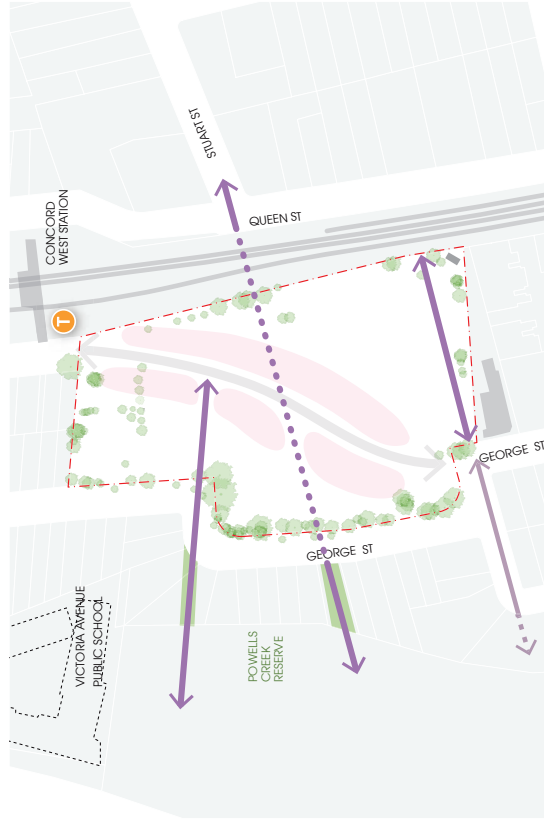 STUART ST
CONCORD
WEST STATION
QUEEN ST
T
GEORGE ST
GEORGE ST
VICTORIA AVENUE
PUBLIC SCHOOL
POWELLS
CREEK
RESERVE